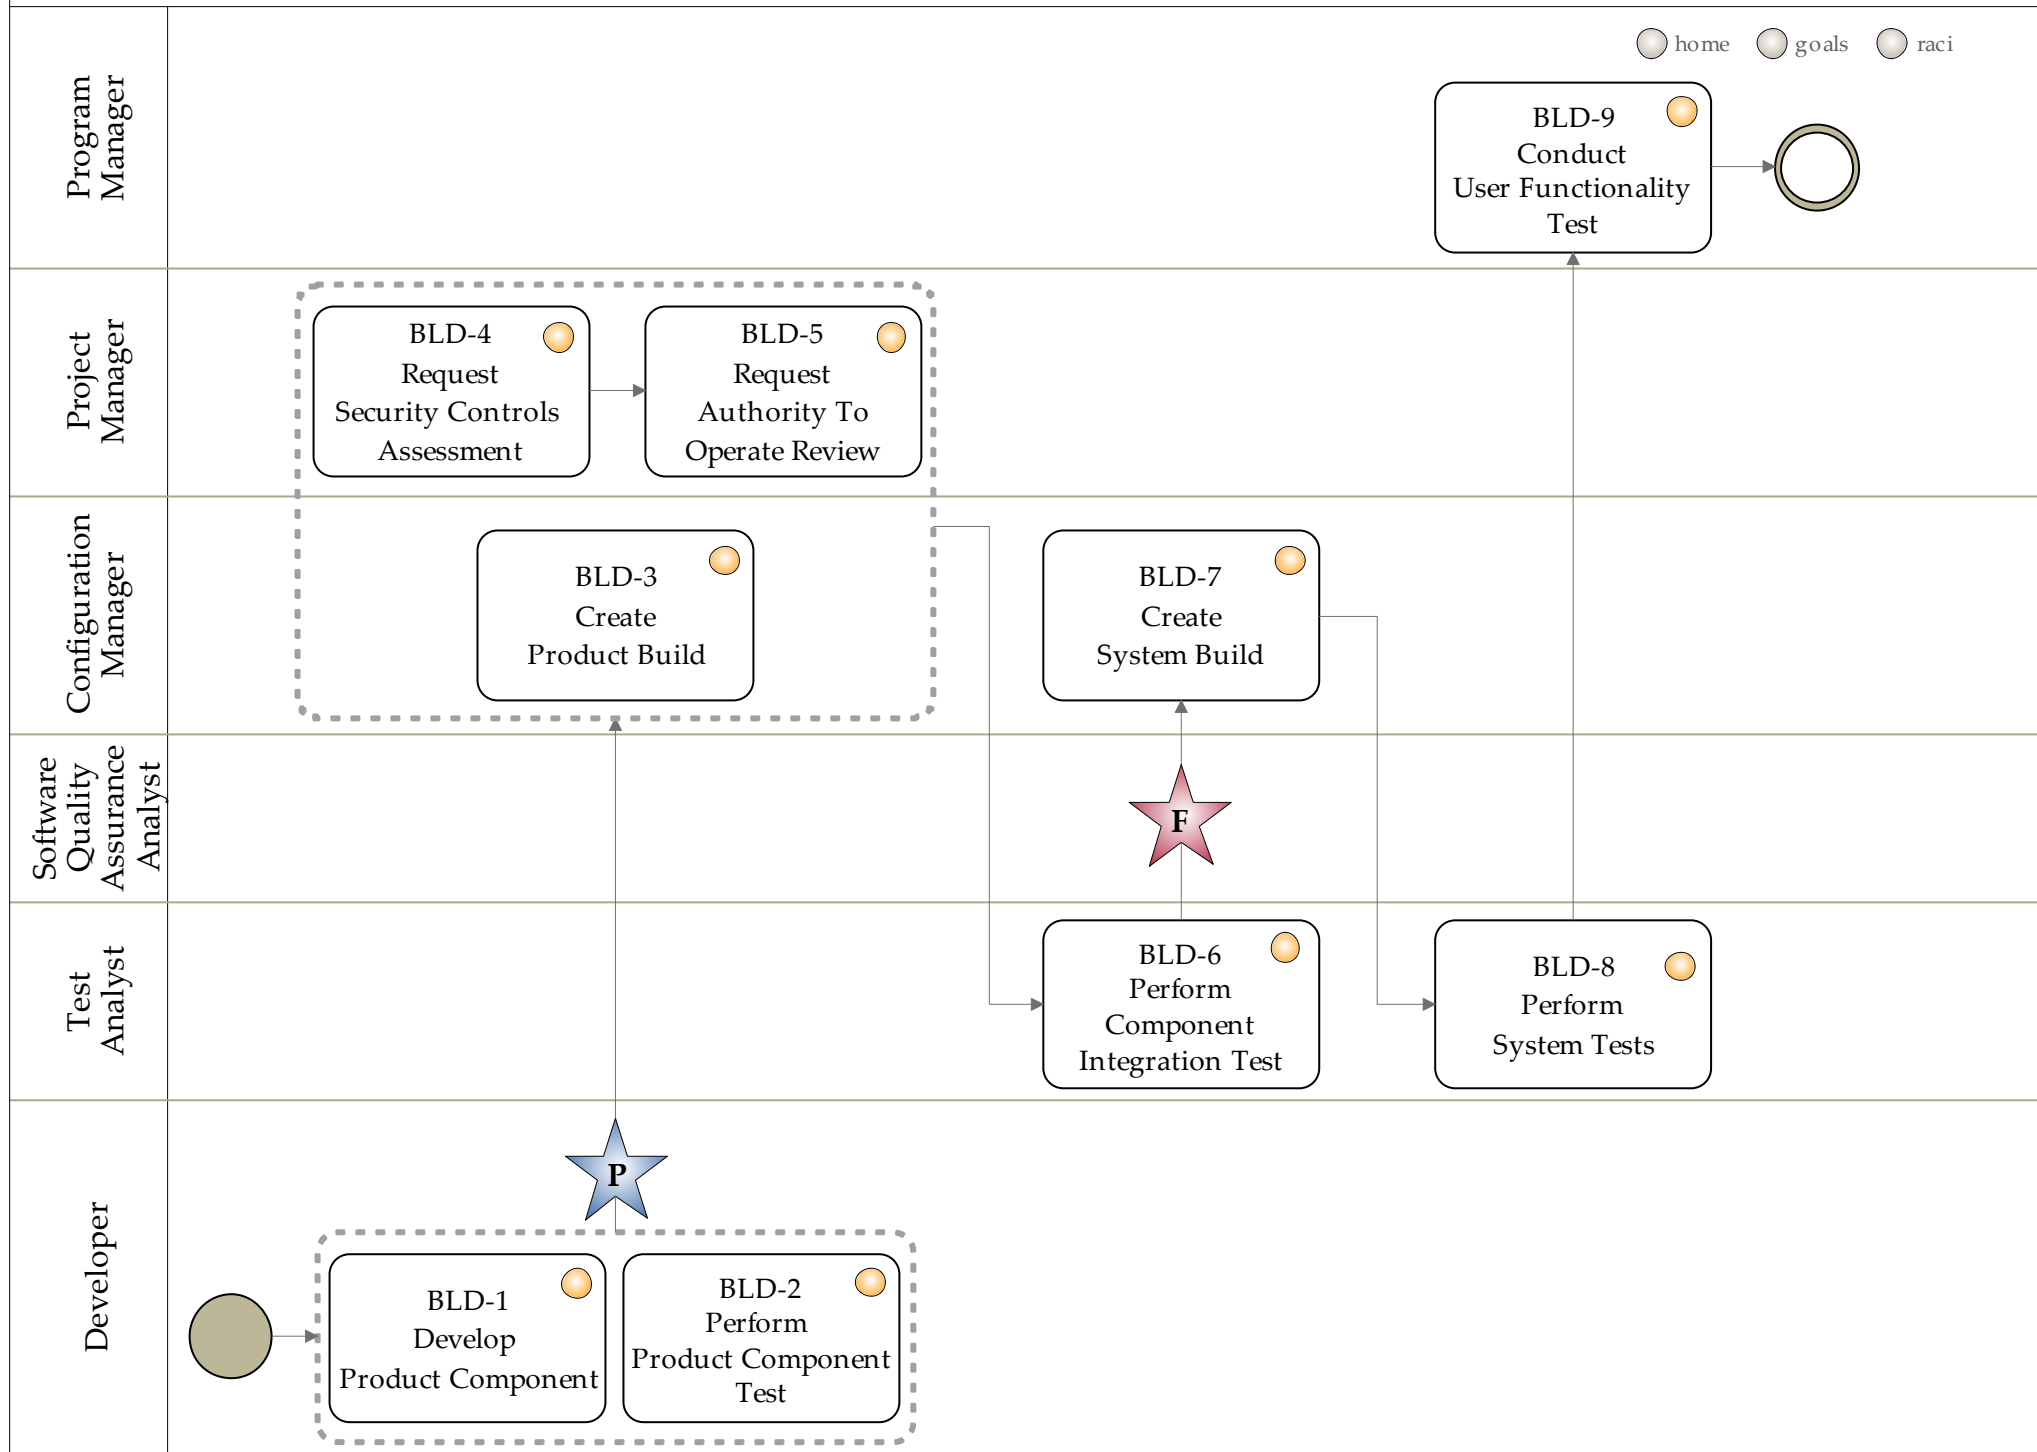 home
goals
raci
Program
Manager
BLD-9
Conduct
User Functionality
Test
Project
Manager
BLD-4
Request
Security Controls
Assessment
BLD-5
Request
Authority To
Operate Review
Configuration
Manager
BLD-3
Create
Product Build
BLD-7
Create
System Build
Software
Quality
Assurance
Analyst
F
Test
Analyst
BLD-6
Perform
Component
Integration Test
BLD-8
Perform
System Tests
Developer
P
BLD-1
Develop
Product Component
BLD-2
Perform
Product Component
Test